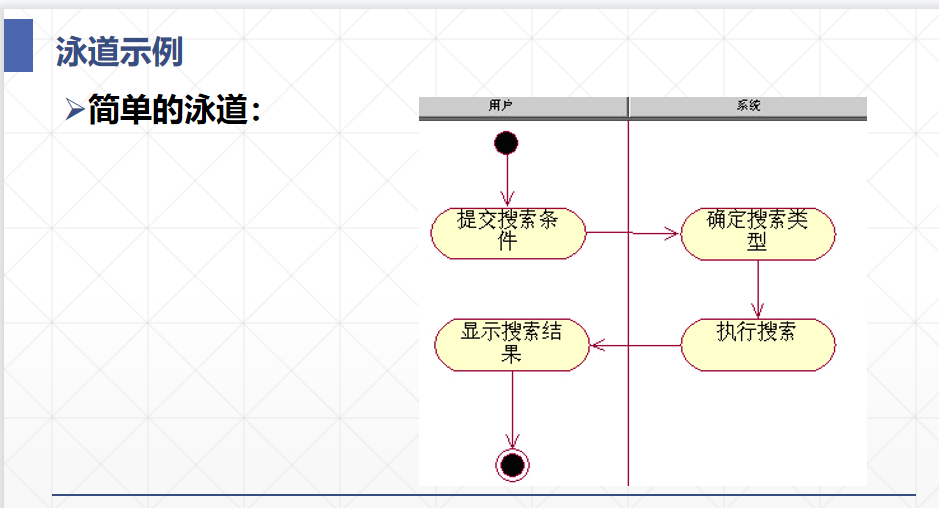 泳道示例
简单的泳道：
用户
系统
提交搜索条
件
确定搜索类
型
显示搜索结
果
执行搜索